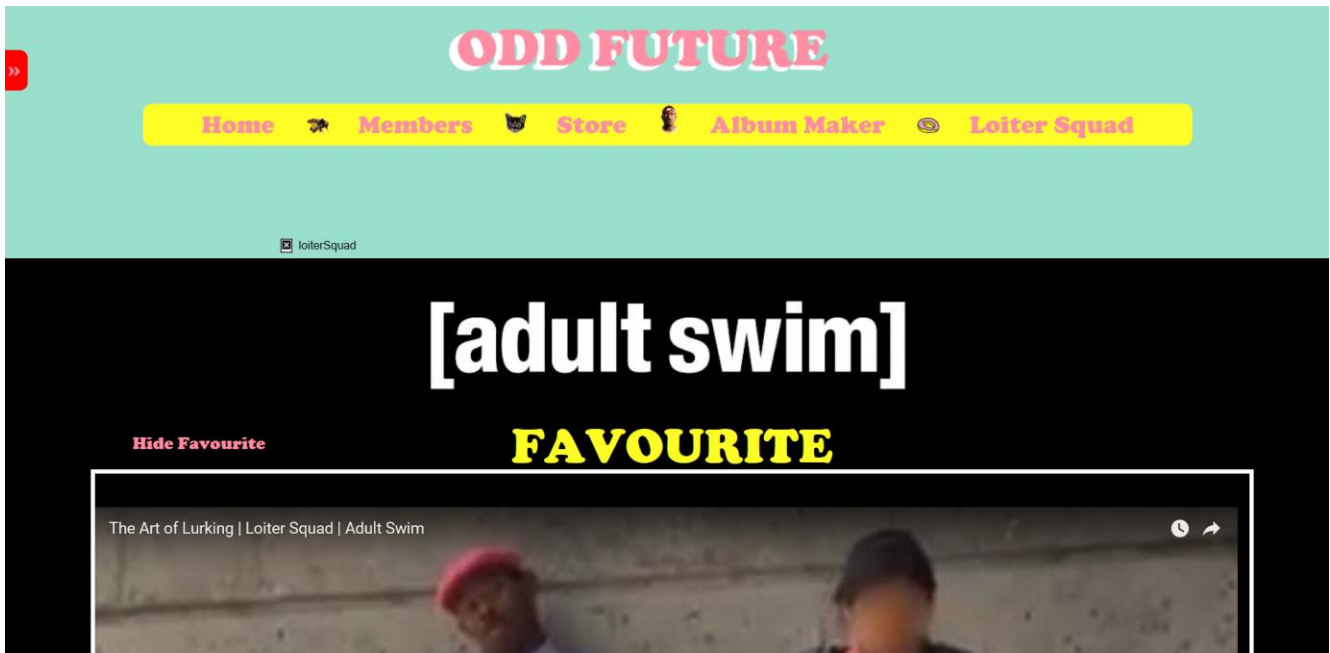 ODD FUTURE
»
Home Members Store Album Maker Loiter Squad
loiterSquad
[adult swim]
Hide Favourite
FAVOURITE
The Art of Lurking | Loiter Squad | Adult Swim